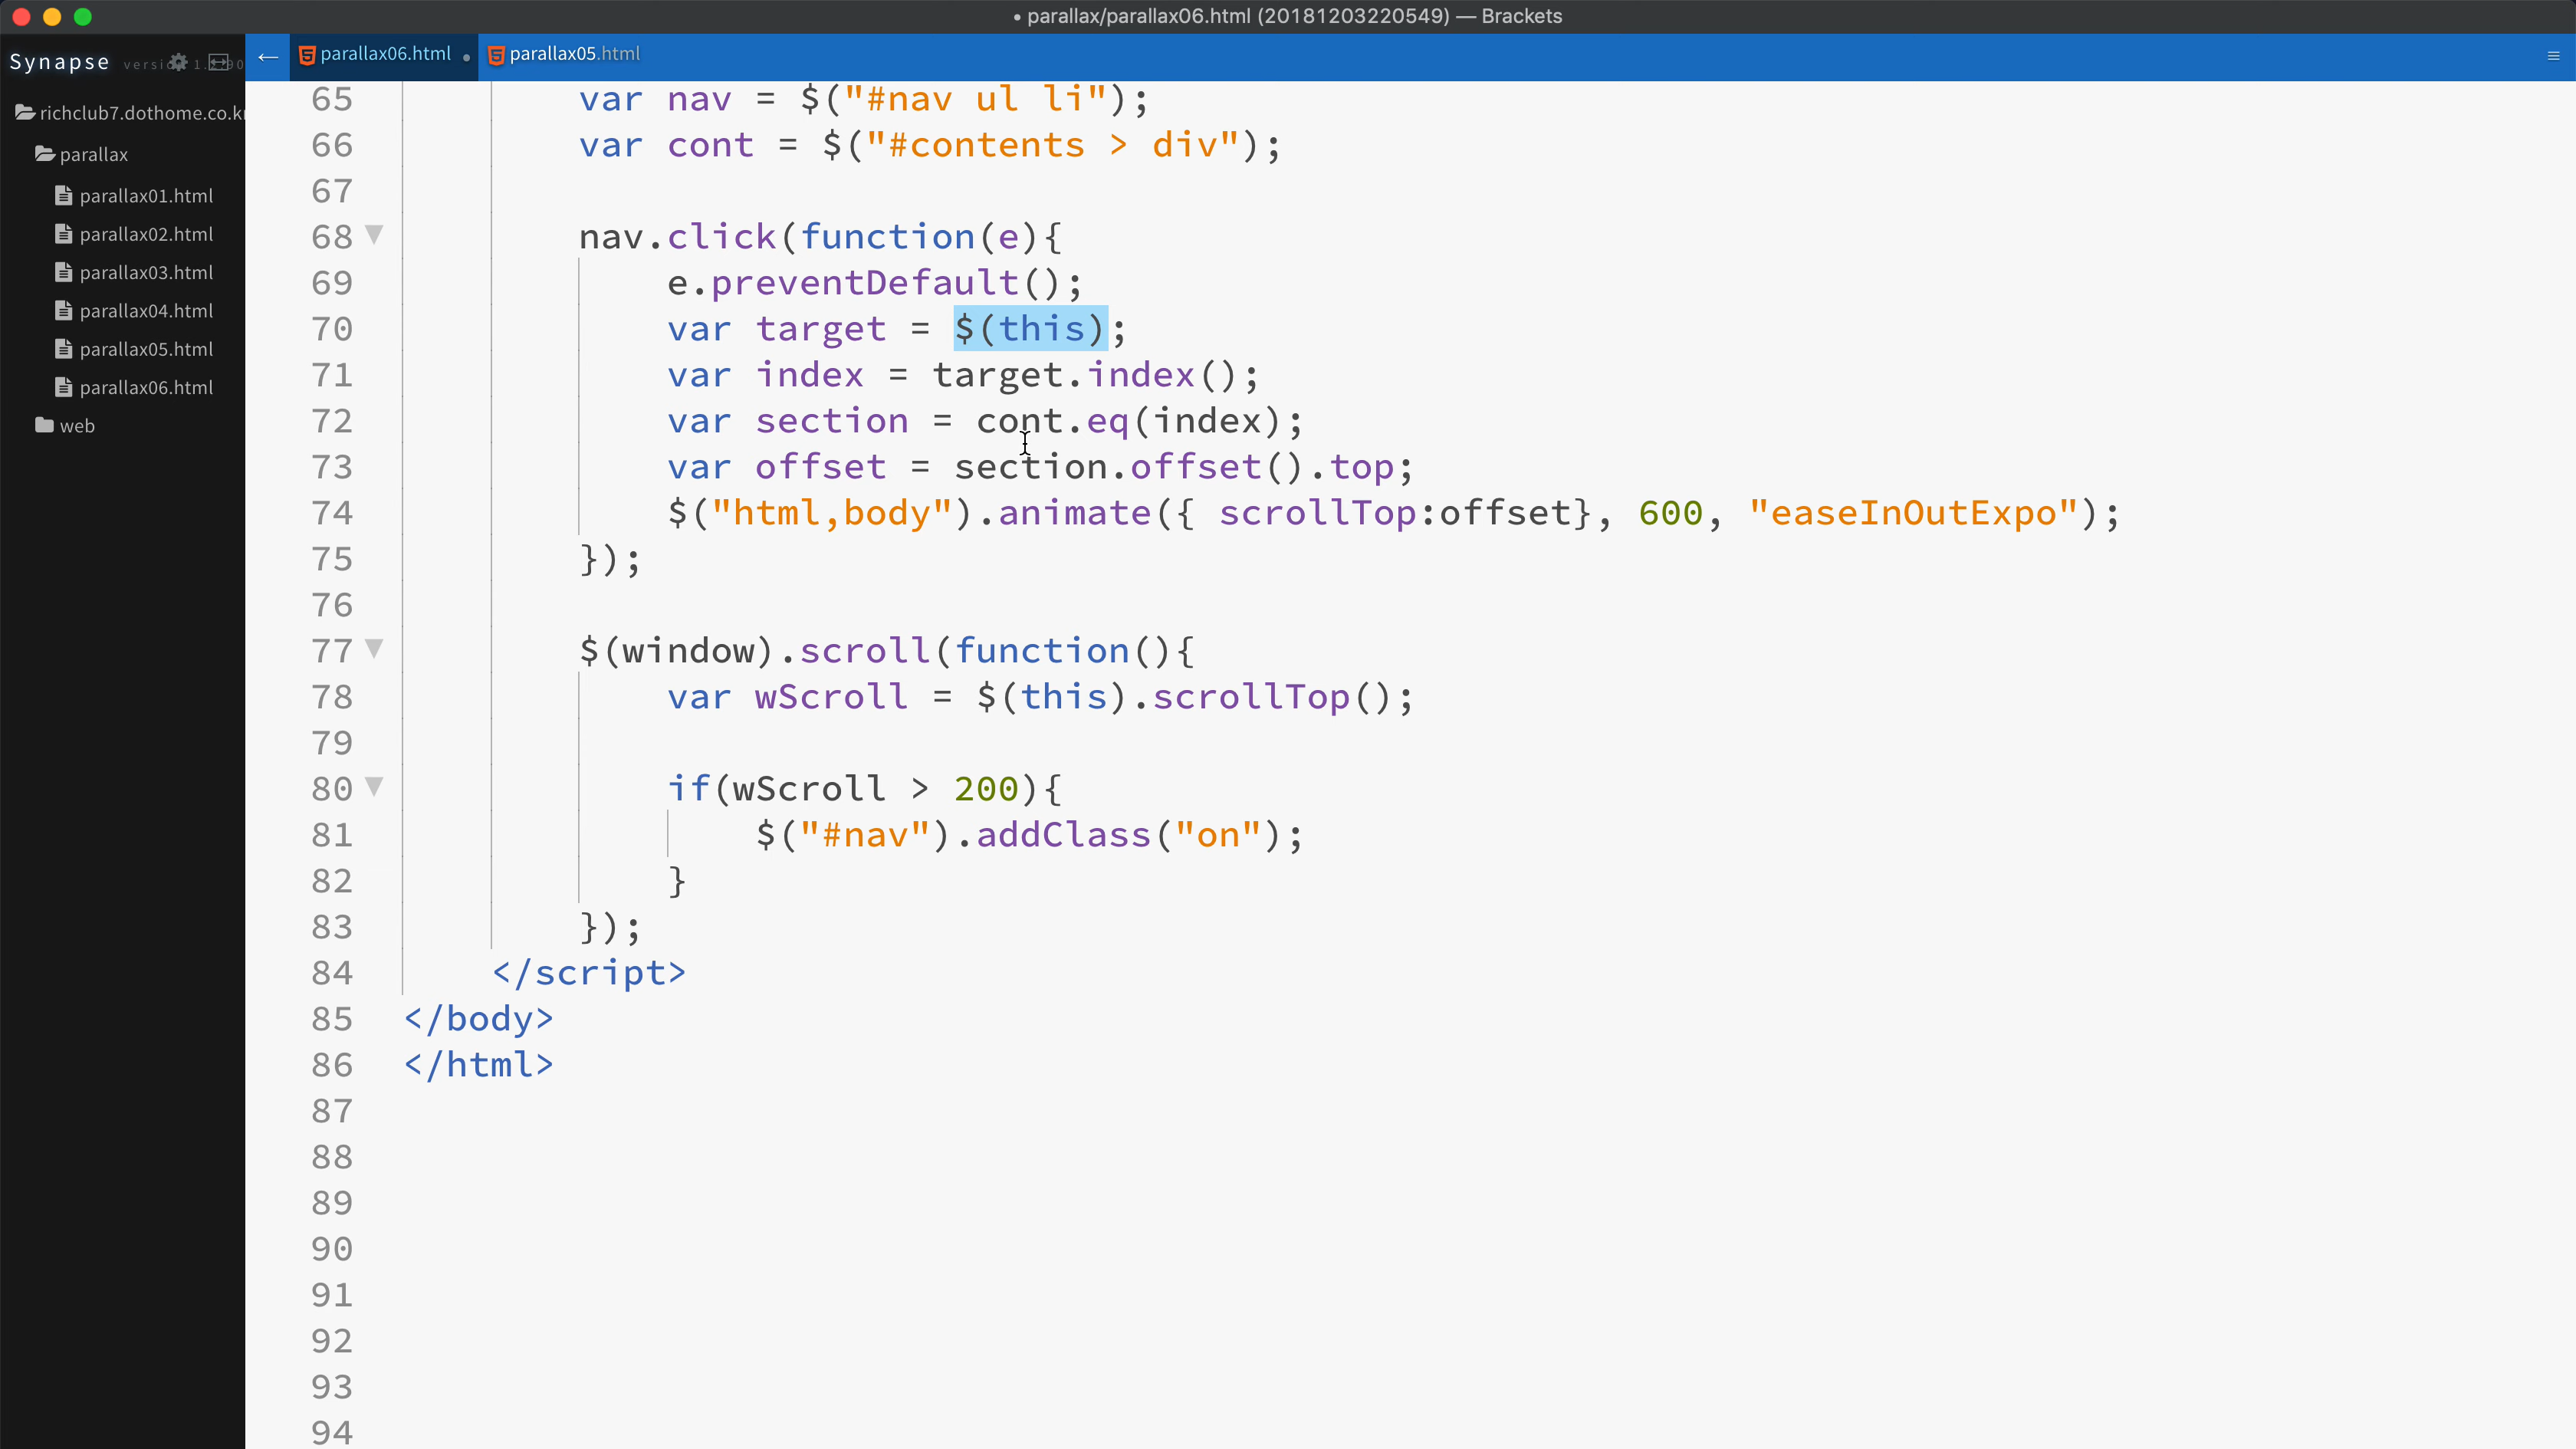 • parallax/parallax06.html (20181203220549) — Brackets
Synapse
← parallax06.html • parallax05.html
richclub7.dothome.co.kr
parallax
parallax01.html
parallax02.html
parallax03.html
parallax04.html
parallax05.html
parallax06.html
web
65 var nav = $("#nav ul li");
66 var cont = $("#contents > div");
67
68 nav.click(function(e){
69 e.preventDefault();
70 var target = $(this);
71 var index = target.index();
72 var section = cont.eq(index);
73 var offset = section.offset().top;
74 $("html,body").animate({ scrollTop:offset}, 600, "easeInOutExpo");
75 });
76
77 $(window).scroll(function(){
78 var wScroll = $(this).scrollTop();
79
80 if(wScroll > 200){
81 $("#nav").addClass("on");
82 }
83 });
84 </script>
85 </body>
86 </html>
87
88
89
90
91
92
93
94